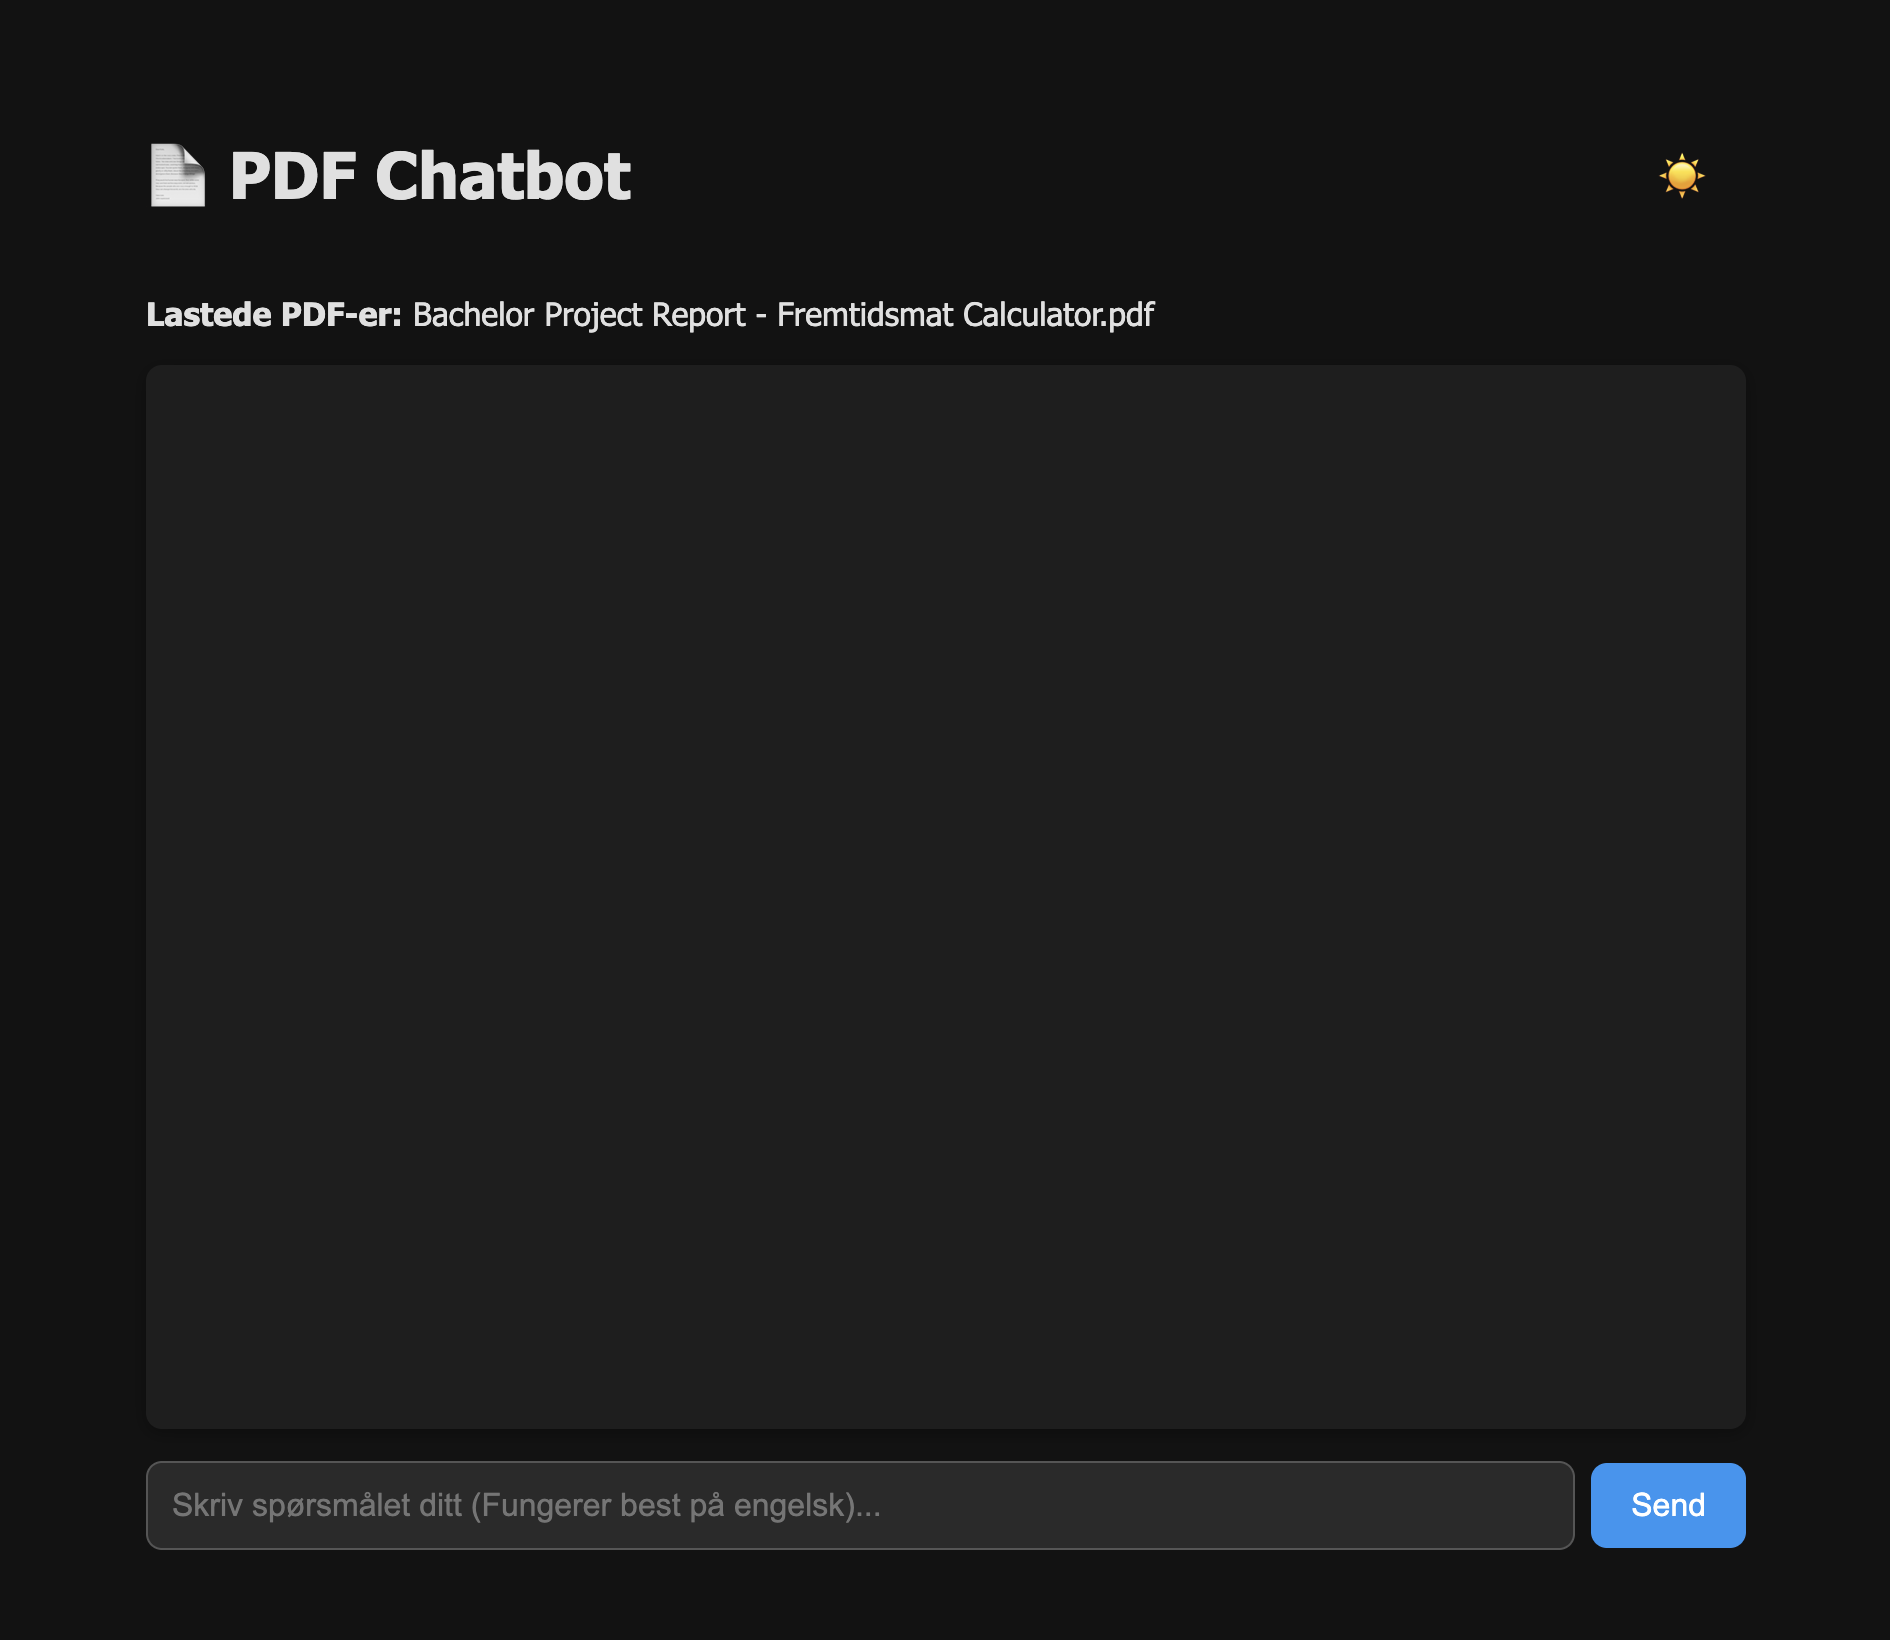 PDF Chatbot
Lastede PDF-er: Bachelor Project Report - Fremtidsmat Calculator.pdf
Skriv spørsmålet ditt (Fungerer best på engelsk)...
Send